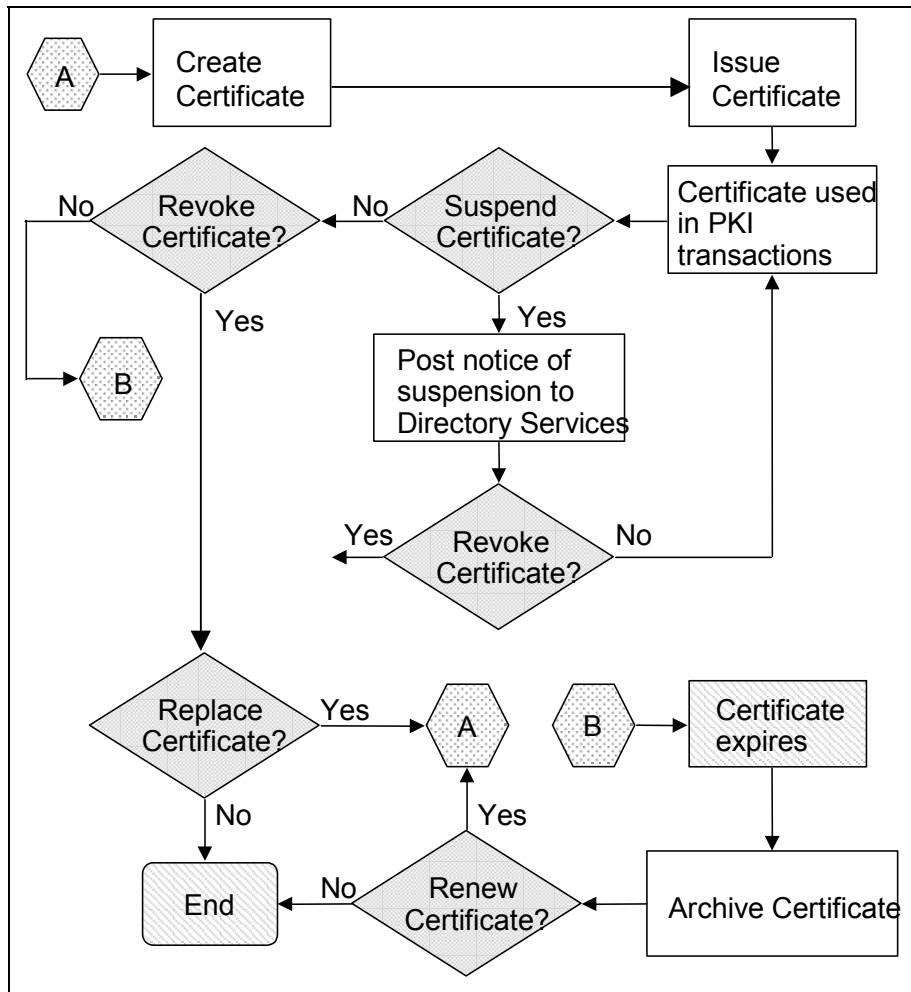 A
Create
Certificate
Issue
Certificate
No
Revoke
Certificate?
No
Suspend
Certificate?
Certificate used
in PKI
transactions
Yes
Yes
B
Post notice of
suspension to
Directory Services
Yes
Revoke
Certificate?
No
Replace
Certificate?
Yes
A
B
Certificate
expires
No
Yes
End
No
Renew
Certificate?
Archive Certificate